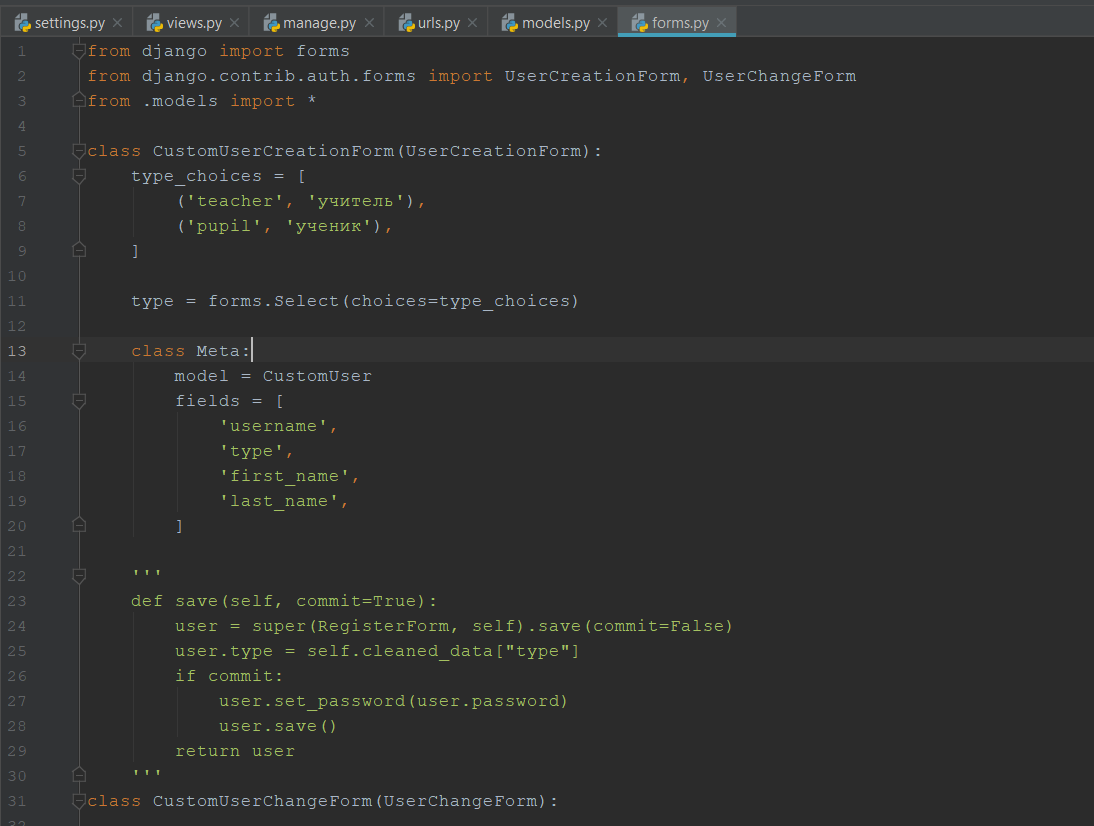 settings.py views.py manage.py urls.py models.py forms.py
1 from django import forms
2 from django.contrib.auth.forms import UserCreationForm, UserChangeForm
3 from .models import *
4
5 class CustomUserCreationForm(UserCreationForm):
6     type_choices = [
7         ('teacher', 'учитель'),
8         ('pupil', 'ученик'),
9     ]
10
11     type = forms.Select(choices=type_choices)
12
13     class Meta:
14         model = CustomUser
15         fields = [
16             'username',
17             'type',
18             'first_name',
19             'last_name',
20         ]
21
22     '''
23     def save(self, commit=True):
24         user = super(RegisterForm, self).save(commit=False)
25         user.type = self.cleaned_data["type"]
26         if commit:
27             user.set_password(user.password)
28             user.save()
29         return user
30     '''
31 class CustomUserChangeForm(UserChangeForm):
32